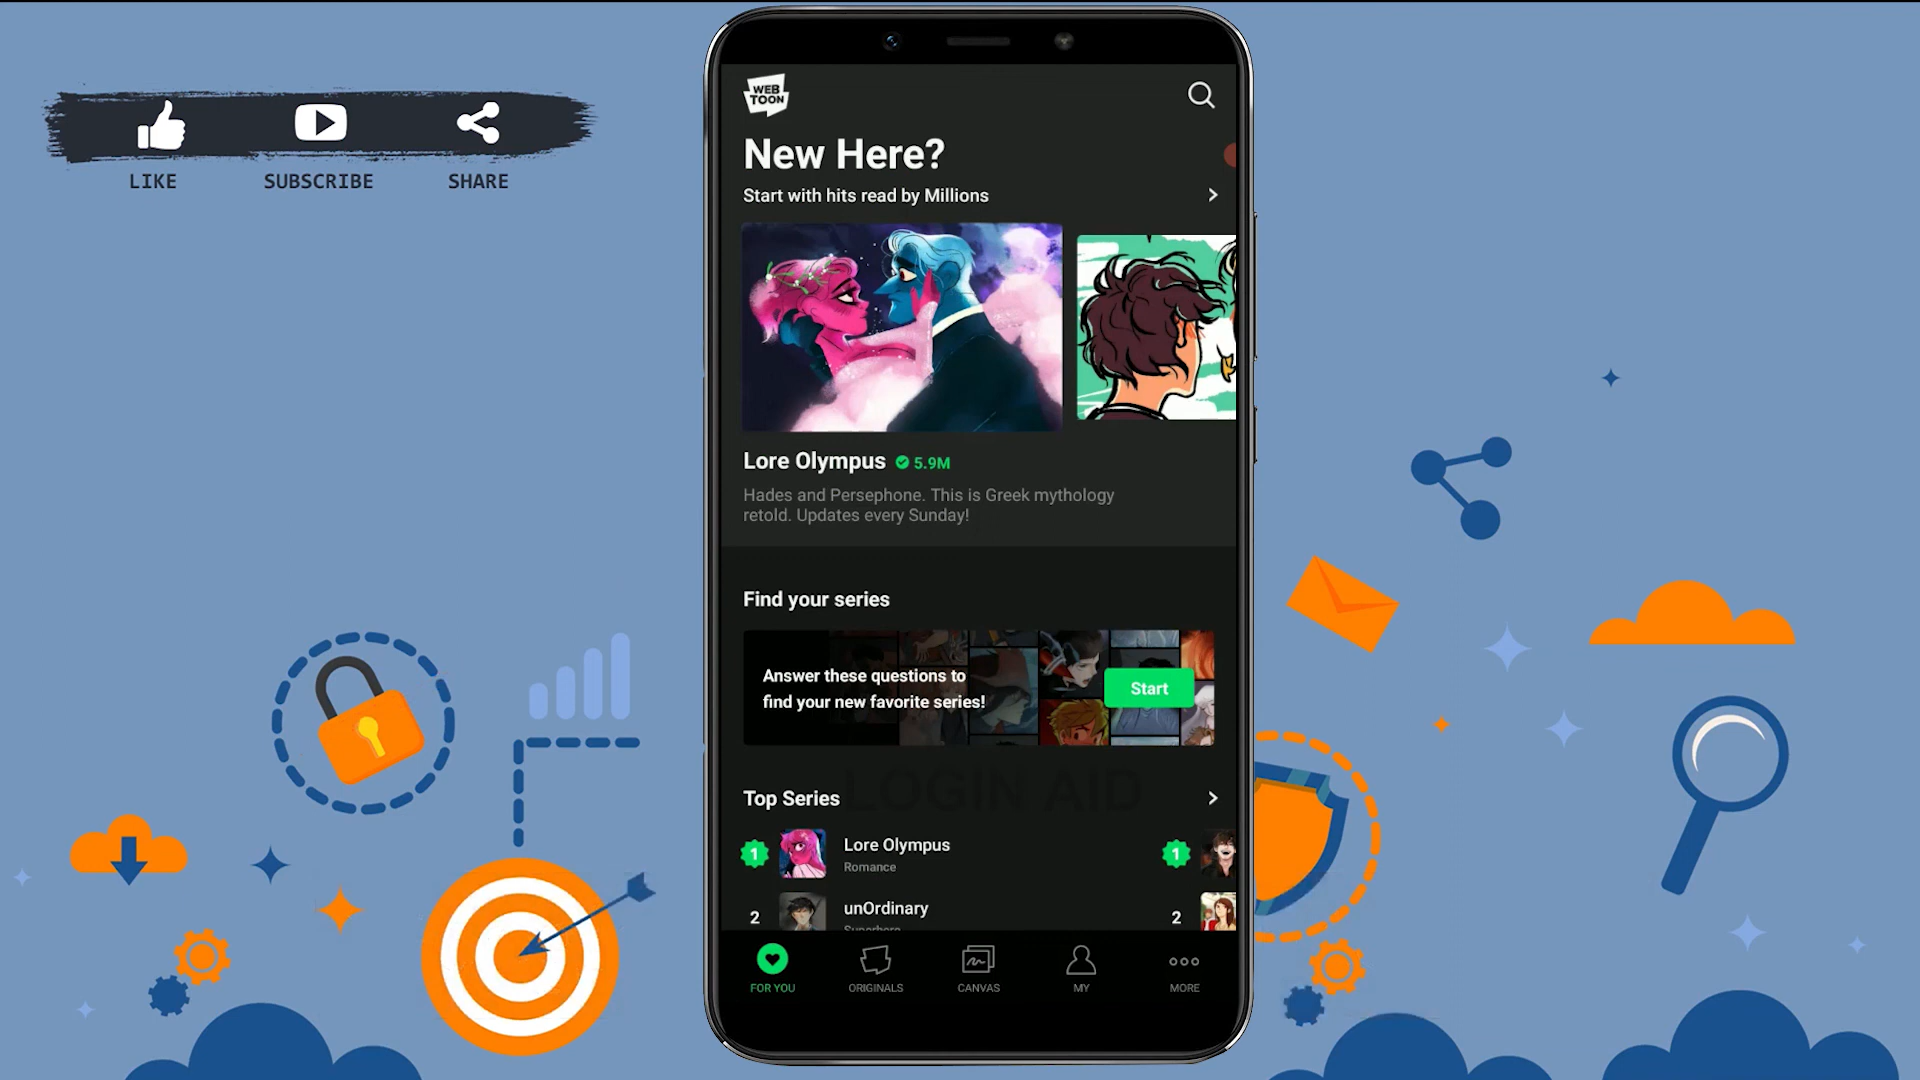 LIKE
SUBSCRIBE
SHARE
WEB
TOON
New Here?
Start with hits read by Millions
Lore Olympus 5.9M
Hades and Persephone. This is Greek mythology
retold. Updates every Sunday!
Find your series
Answer these questions to
find your new favorite series!
Start
LOGIN AID
Top Series
1
Lore Olympus
Romance
1
2
unOrdinary
Superhero
2
FOR YOU
ORIGINALS
CANVAS
MY
MORE